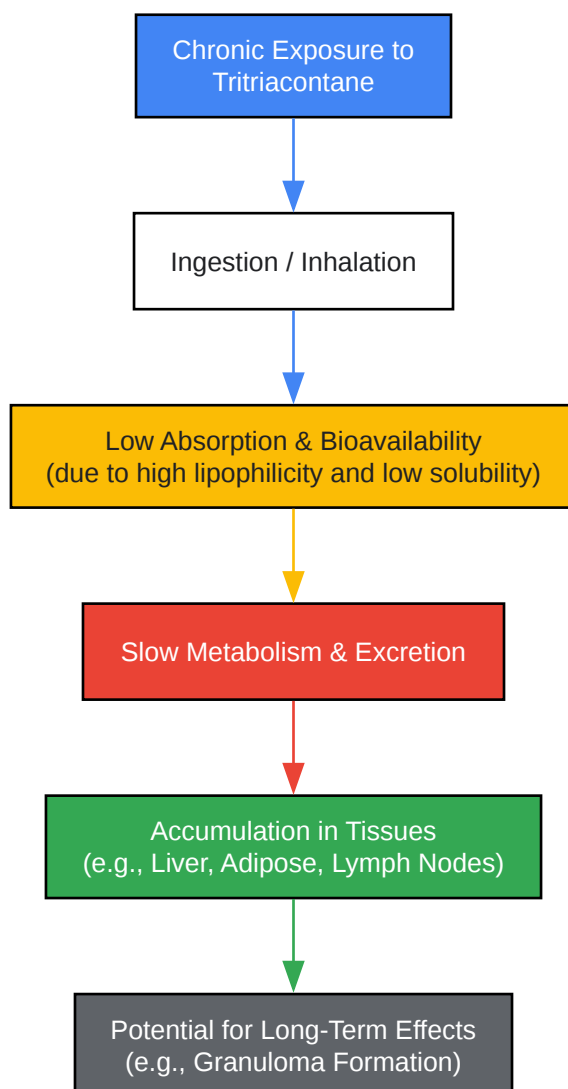 Chronic Exposure to
Tritriacontane
Ingestion / Inhalation
Low Absorption & Bioavailability
(due to high lipophilicity and low solubility)
Slow Metabolism & Excretion
Accumulation in Tissues
(e.g., Liver, Adipose, Lymph Nodes)
Potential for Long-Term Effects
(e.g., Granuloma Formation)